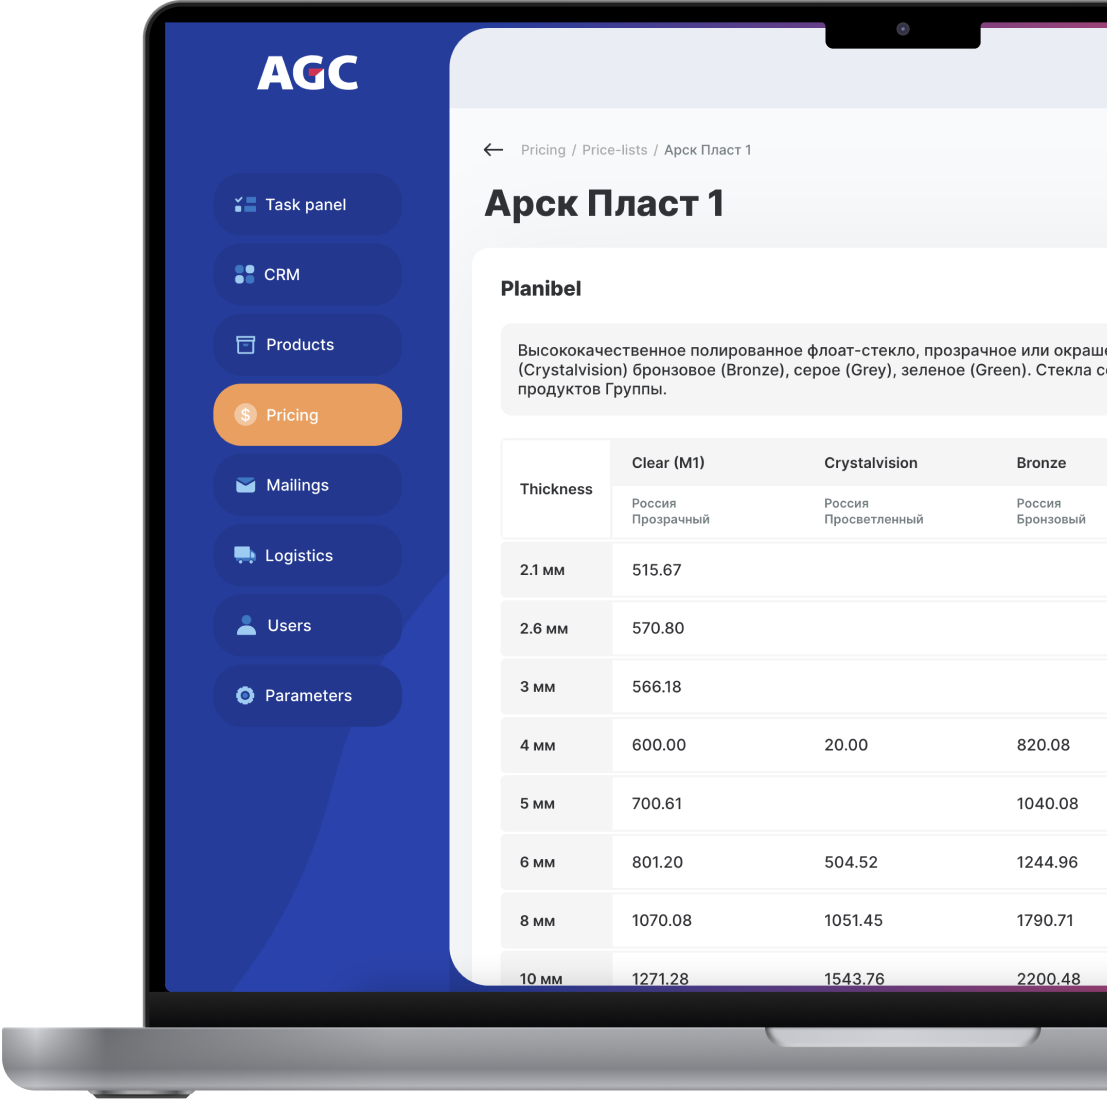 AGC
Task panel
CRM
Products
$ Pricing
Mailings
Logistics
Users
Parameters
Pricing / Price-lists / Арск Пласт 1
Арск Пласт 1
Planibel
Высококачественное полированное флоат-стекло, прозрачное или окраше
(Crystalvision) бронзовое (Bronze), серое (Grey), зеленое (Green). Стекла с
продуктов Группы.
Thickness Clear (M1) Crystalvision Bronze
Россия Россия Россия
Прозрачный Просветленный Бронзовый
2.1 мм 515.67
2.6 мм 570.80
3 мм 566.18
4 мм 600.00 20.00 820.08
5 мм 700.61 1040.08
6 мм 801.20 504.52 1244.96
8 мм 1070.08 1051.45 1790.71
10 мм 1271.28 1543.76 2200.48